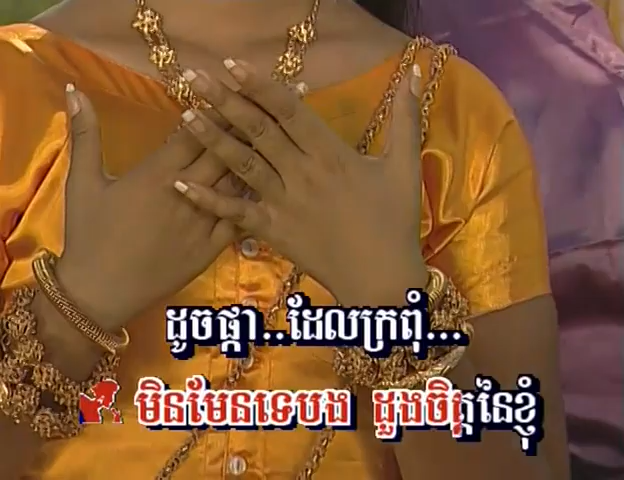 ដូចផ្កា...ដែលក្រពុំ...
មិនមែនទេបង ដួងចិត្តនៃខ្ញុំ